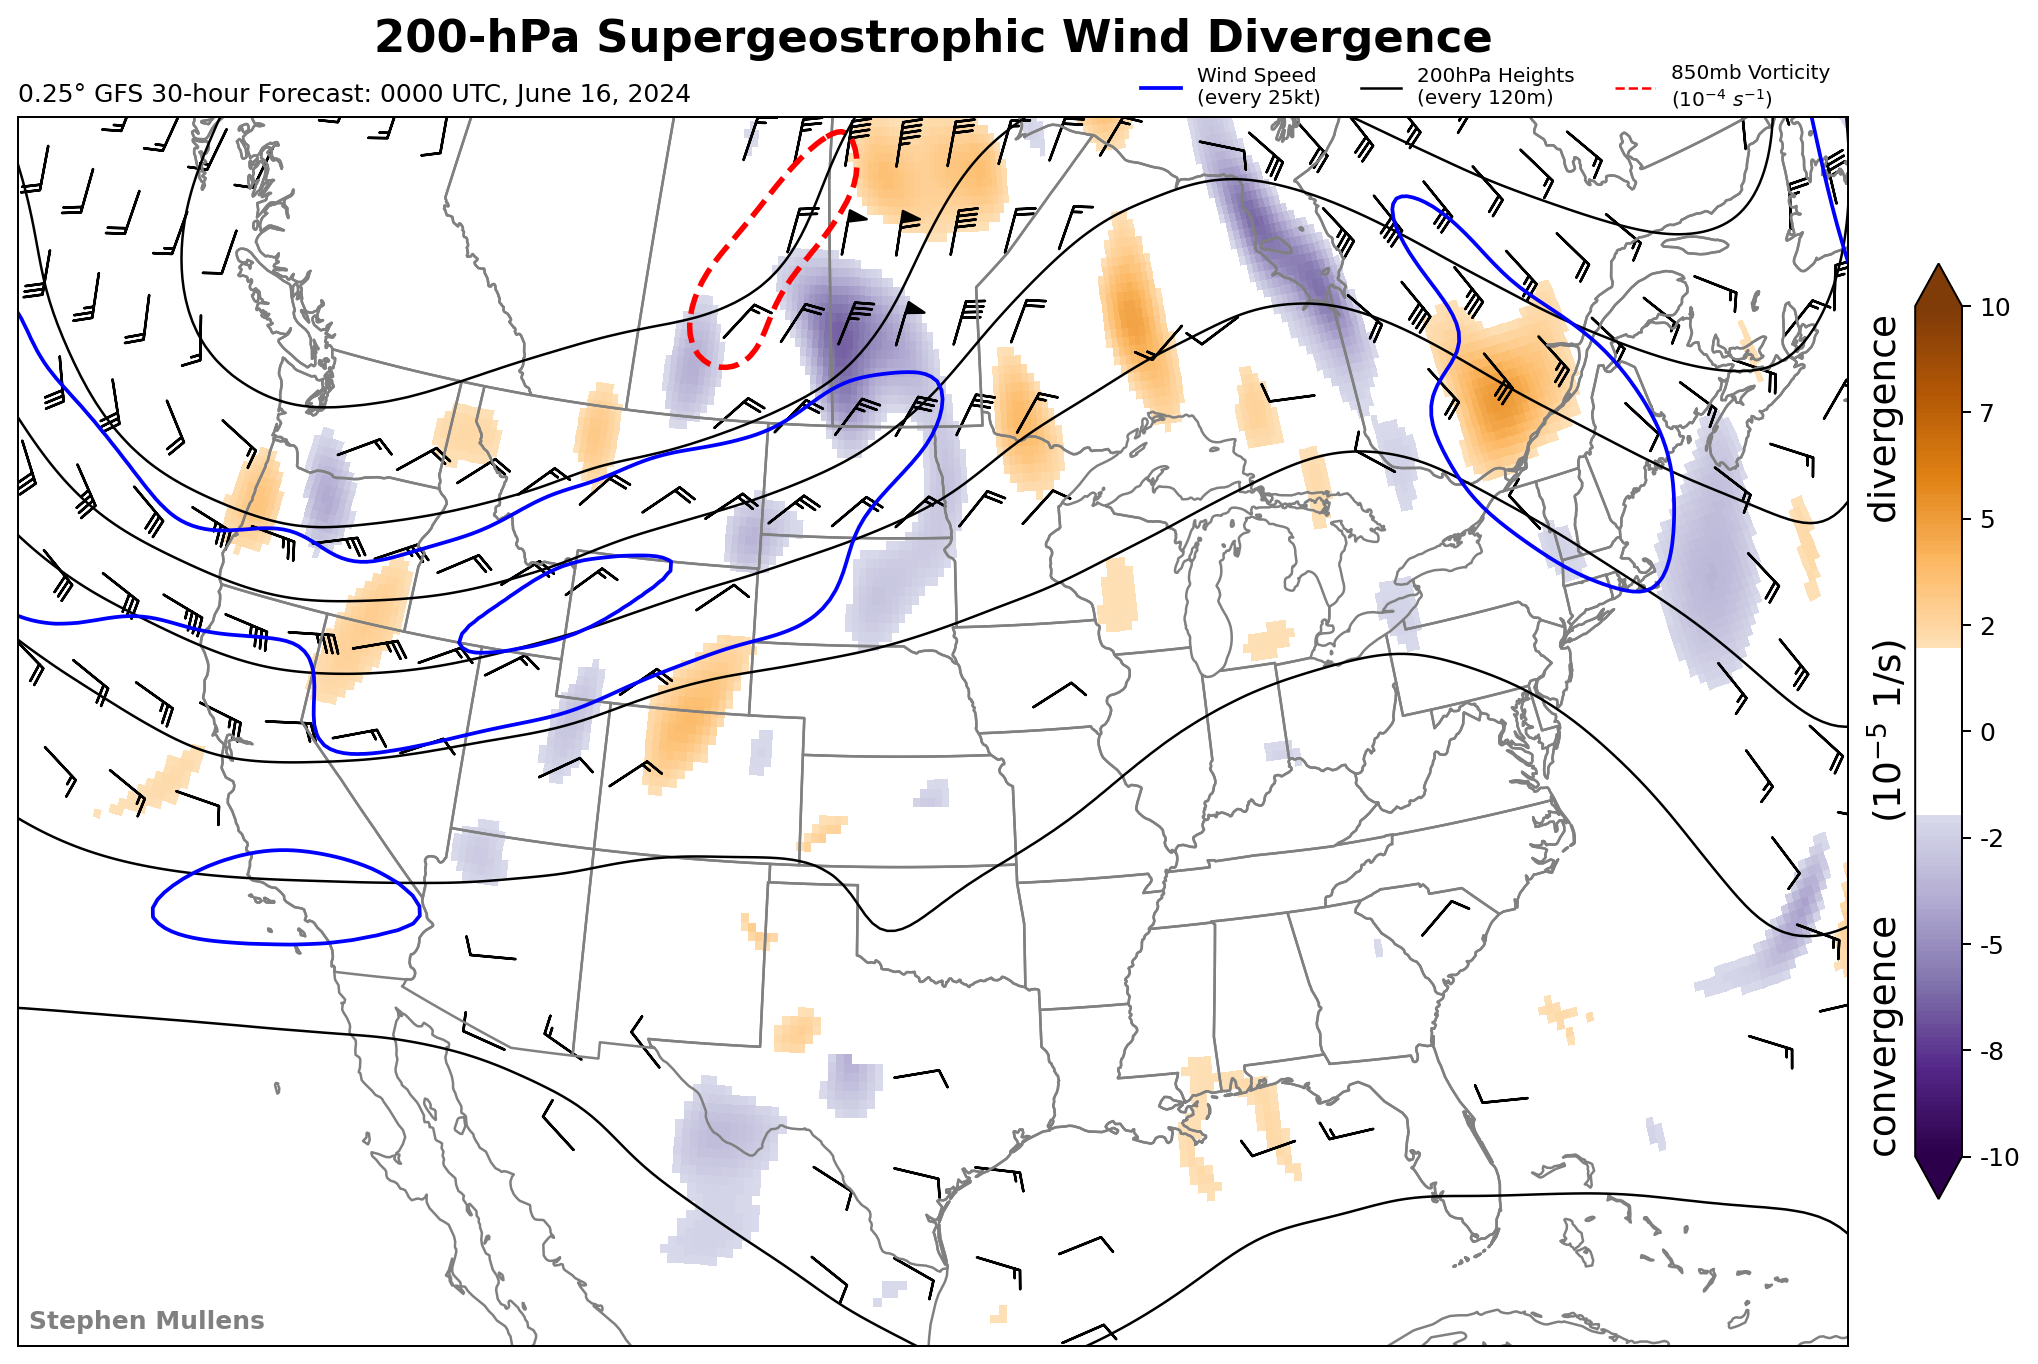 200-hPa Supergeostrophic Wind Divergence
0.25° GFS 30-hour Forecast: 0000 UTC, June 16, 2024
Wind Speed
(every 25kt)
200hPa Heights
(every 120m)
850mb Vorticity
(10⁻⁴ s⁻¹)
10
7
5
2
0
-2
-5
-8
-10
convergence (10⁻⁵ 1/s) divergence
Stephen Mullens